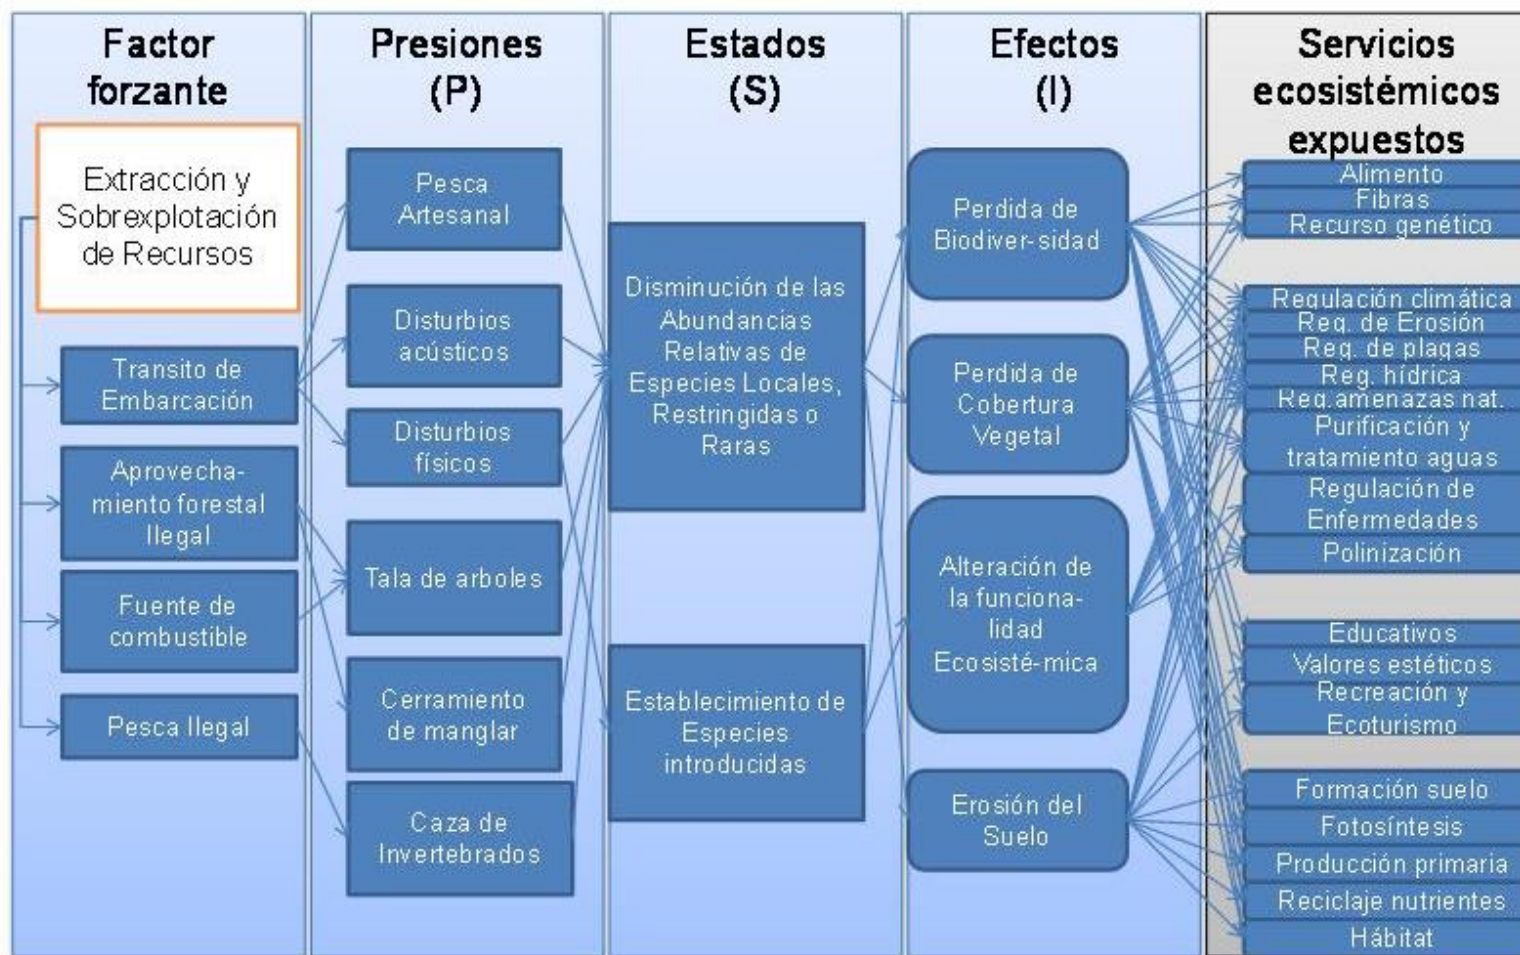 Factor
forzante
Extracción y
Sobrexplotación
de Recursos
Transito de
Embarcación
Aprovecha-
miento forestal
Ilegal
Fuente de
combustible
Pesca Ilegal
Presiones
(P)
Pesca
Artesanal
Disturbios
acústicos
Disturbios
físicos
Tala de arboles
Cerramiento
de manglar
Caza de
Invertebrados
Estados
(S)
Disminución de las
Abundancias
Relativas de
Especies Locales,
Restringidas o
Raras
Establecimiento de
Especies
introducidas
Efectos
(I)
Perdida de
Biodiver-sidad
Perdida de
Cobertura
Vegetal
Alteración de
la funciona-
lidad
Ecosisté-mica
Erosión del
Suelo
Servicios
ecosistémicos
expuestos
Alimento
Fibras
Recurso genético
Regulación climática
Reg. de Erosión
Reg. de plagas
Reg. hídrica
Reg.amenazas nat.
Purificación y
tratamiento aguas
Regulación de
Enfermedades
Polinización
Educativos
Valores estéticos
Recreación y
Ecoturismo
Formación suelo
Fotosíntesis
Producción primaria
Reciclaje nutrientes
Hábitat